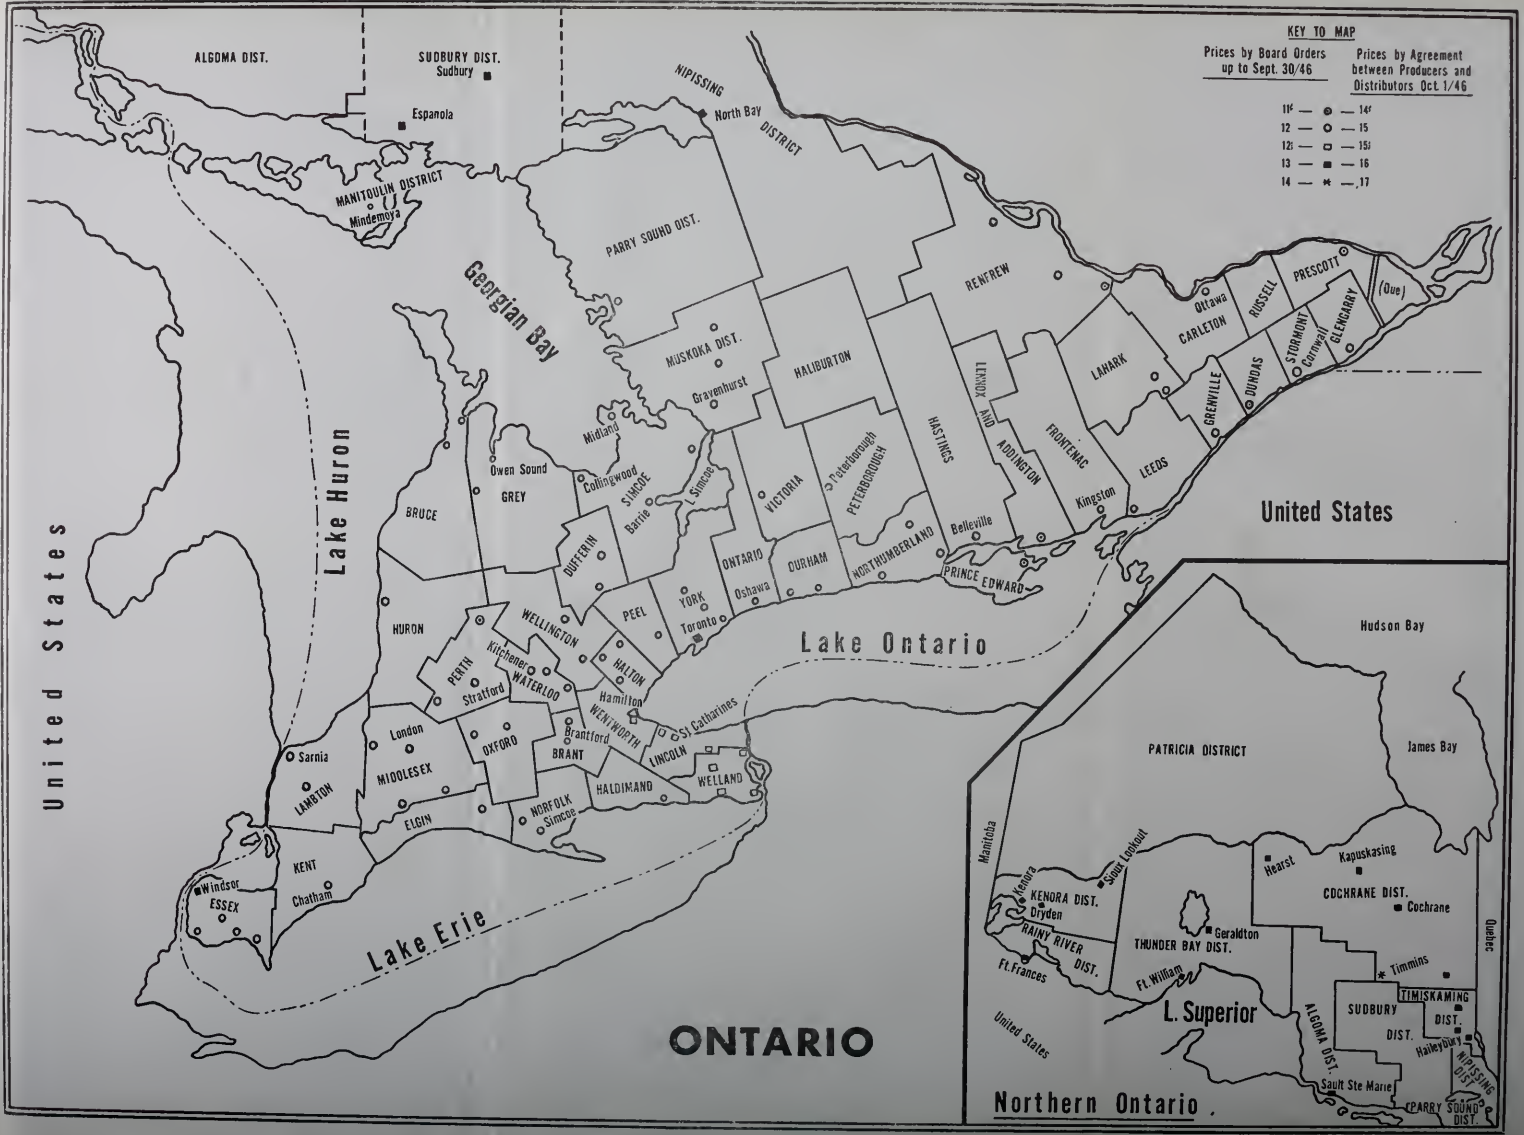 ALGOMA DIST.
SUDBURY DIST.
Sudbury
Espanola
NIPISSING
DISTRICT
North Bay
KEY TO MAP
Prices by Board Orders
up to Sept. 30/46
Prices by Agreement
between Producers and
Distributors Oct. 1/46
11¢ — ⊙ — 14¢
12 — ○ — 15
12½ — □ — 15½
13 — ■ — 16
14 — * — 17
MANITOULIN DISTRICT
Mindemoya
PARRY SOUND DIST.
Georgian Bay
MUSKOKA DIST.
Gravenhurst
HALIBURTON
RENFREW
LENNOX AND ADDINGTON
HASTINGS
FRONTENAC
Kingston
LAHARK
LEEDS
GRENVILLE
DUNDAS
STORMONT
Cornwall
GLENGARRY
PRESCOTT
RUSSELL
(Que)
Ottawa
CARLETON
United States
Lake Huron
United States
BRUCE
Owen Sound
GREY
Midland
Collingwood
SIMCOE
Barrie
L Simcoe
VICTORIA
Peterborough
PETERBOROUGH
Belleville
NORTHUMBERLAND
PRINCE EDWARD
DURHAM
ONTARIO
Oshawa
YORK
Toronto
PEEL
DUFFERIN
HURON
WELLINGTON
PERTH
Stratford
Kitchener
WATERLOO
HALTON
Hamilton
WENTWORTH
St Catharines
LINCOLN
WELLAND
HALDIMAND
Brantford
BRANT
OXFORD
London
MIDDLESEX
Sarnia
LAMBTON
ELGIN
NORFOLK
Simcoe
KENT
Chatham
Windsor
ESSEX
Lake Erie
Lake Ontario
ONTARIO
Hudson Bay
James Bay
PATRICIA DISTRICT
Manitoba
Kenora
KENORA DIST.
Dryden
Sioux Lookout
RAINY RIVER
DIST.
Ft. Frances
THUNDER BAY DIST.
Geraldton
Ft. William
Hearst
Kapuskasing
COCHRANE DIST.
Cochrane
Quebec
Timmins
TIMISKAMING
DIST.
Haileybury
SUDBURY
DIST.
ALGOMA DIST.
NIPISSING
DIST
Sault Ste Marie
PARRY SOUND
DIST.
L. Superior
United States
Northern Ontario